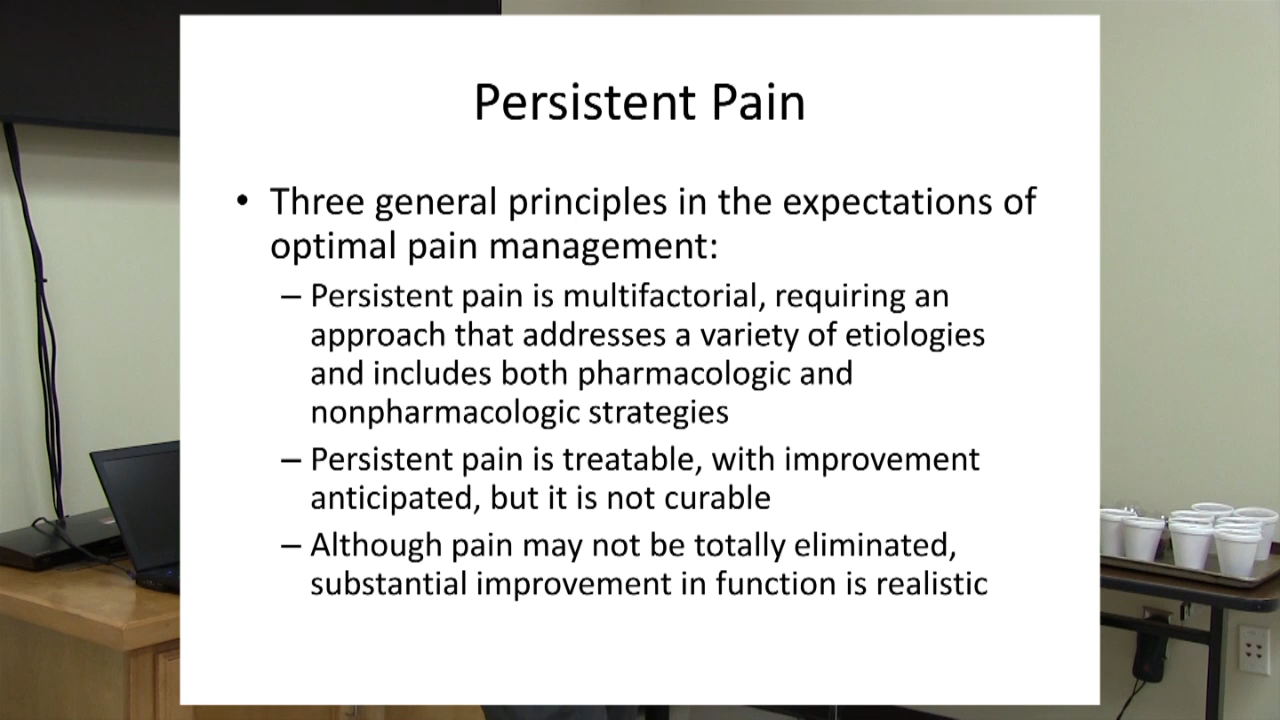 Persistent Pain
• Three general principles in the expectations of
optimal pain management:
– Persistent pain is multifactorial, requiring an
approach that addresses a variety of etiologies
and includes both pharmacologic and
nonpharmacologic strategies
– Persistent pain is treatable, with improvement
anticipated, but it is not curable
– Although pain may not be totally eliminated,
substantial improvement in function is realistic